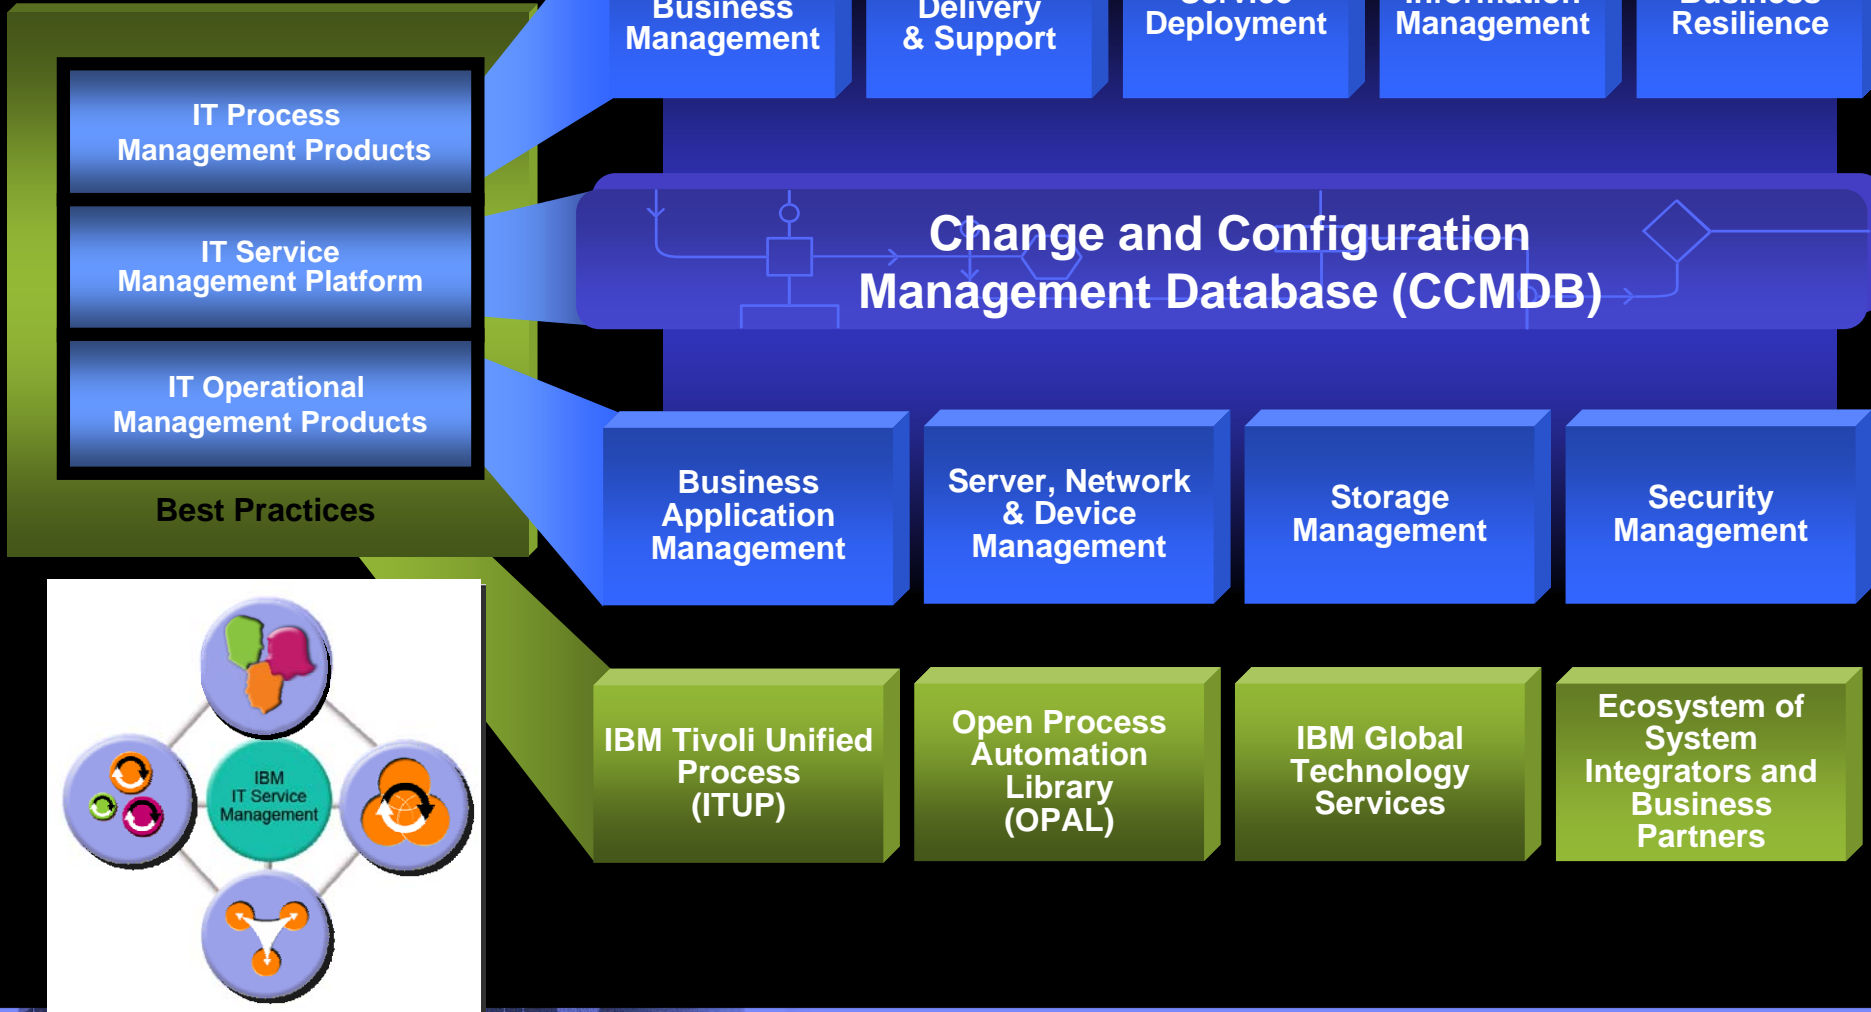 Business
Management
Delivery
& Support
Service
Deployment
Information
Management
Business
Resilience
IT Process
Management Products
IT Service
Management Platform
IT Operational
Management Products
Best Practices
Change and Configuration
Management Database (CCMDB)
Business
Application
Management
Server, Network
& Device
Management
Storage
Management
Security
Management
IBM
IT Service
Management
IBM Tivoli Unified
Process
(ITUP)
Open Process
Automation
Library
(OPAL)
IBM Global
Technology
Services
Ecosystem of
System
Integrators and
Business
Partners